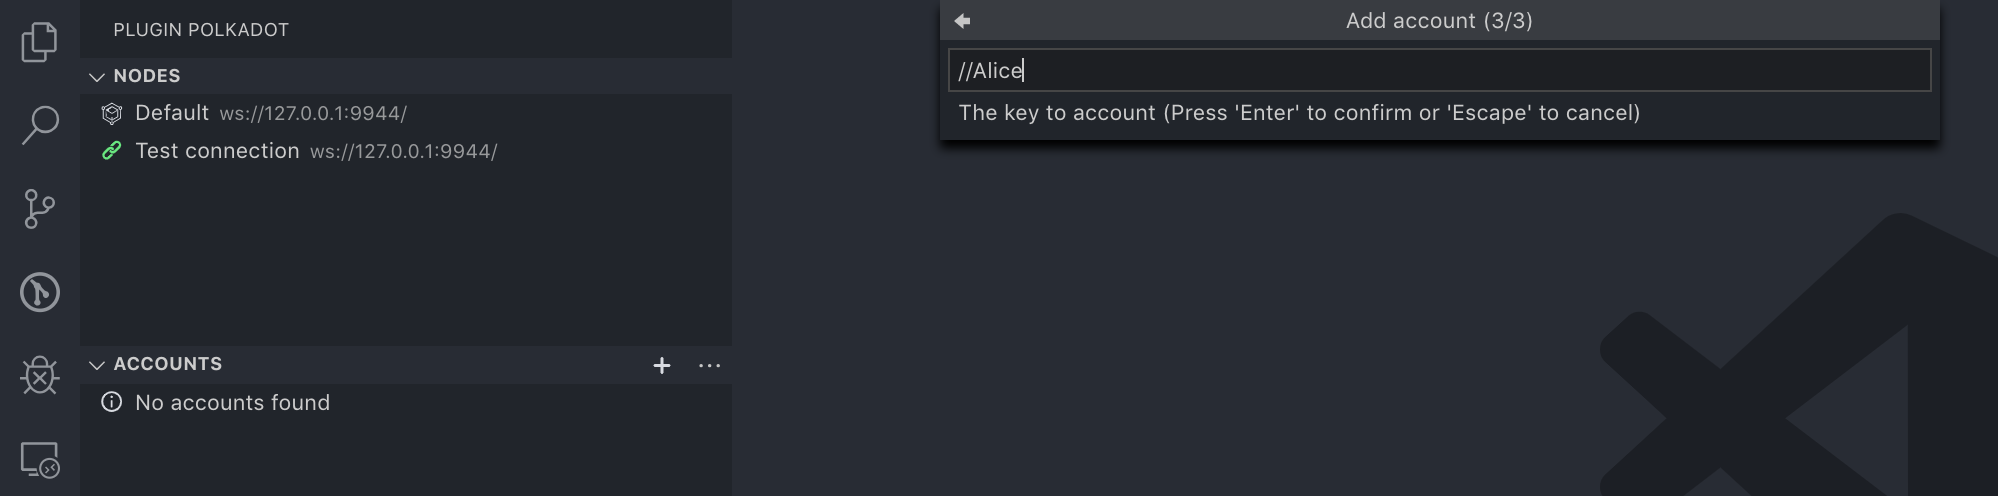 PLUGIN POLKADOT
NODES
Default ws://127.0.0.1:9944/
Test connection ws://127.0.0.1:9944/
ACCOUNTS
No accounts found
Add account (3/3)
//Alice
The key to account (Press 'Enter' to confirm or 'Escape' to cancel)